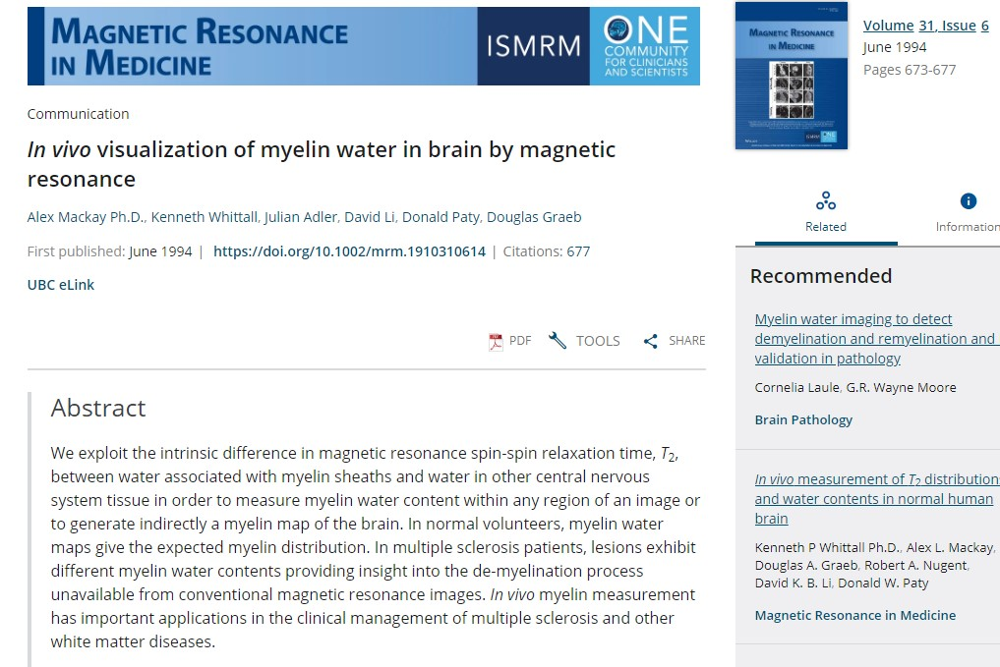 MAGNETIC RESONANCE
IN MEDICINE
ISMRM
ONE
COMMUNITY
FOR CLINICIANS
AND SCIENTISTS
Communication
In vivo visualization of myelin water in brain by magnetic
resonance
Alex Mackay Ph.D., Kenneth Whittall, Julian Adler, David Li, Donald Paty, Douglas Graeb
First published: June 1994 | https://doi.org/10.1002/mrm.1910310614 | Citations: 677
UBC eLink
PDF TOOLS SHARE
Abstract
We exploit the intrinsic difference in magnetic resonance spin-spin relaxation time, T2,
between water associated with myelin sheaths and water in other central nervous
system tissue in order to measure myelin water content within any region of an image or
to generate indirectly a myelin map of the brain. In normal volunteers, myelin water
maps give the expected myelin distribution. In multiple sclerosis patients, lesions exhibit
different myelin water contents providing insight into the de-myelination process
unavailable from conventional magnetic resonance images. In vivo myelin measurement
has important applications in the clinical management of multiple sclerosis and other
white matter diseases.
MAGNETIC RESONANCE
IN MEDICINE
Volume 31, Issue 6
June 1994
Pages 673-677
Related
Information
Recommended
Myelin water imaging to detect
demyelination and remyelination and
validation in pathology
Cornelia Laule, G.R. Wayne Moore
Brain Pathology
In vivo measurement of T2 distributions
and water contents in normal human
brain
Kenneth P Whittall Ph.D., Alex L. Mackay,
Douglas A. Graeb, Robert A. Nugent,
David K. B. Li, Donald W. Paty
Magnetic Resonance in Medicine